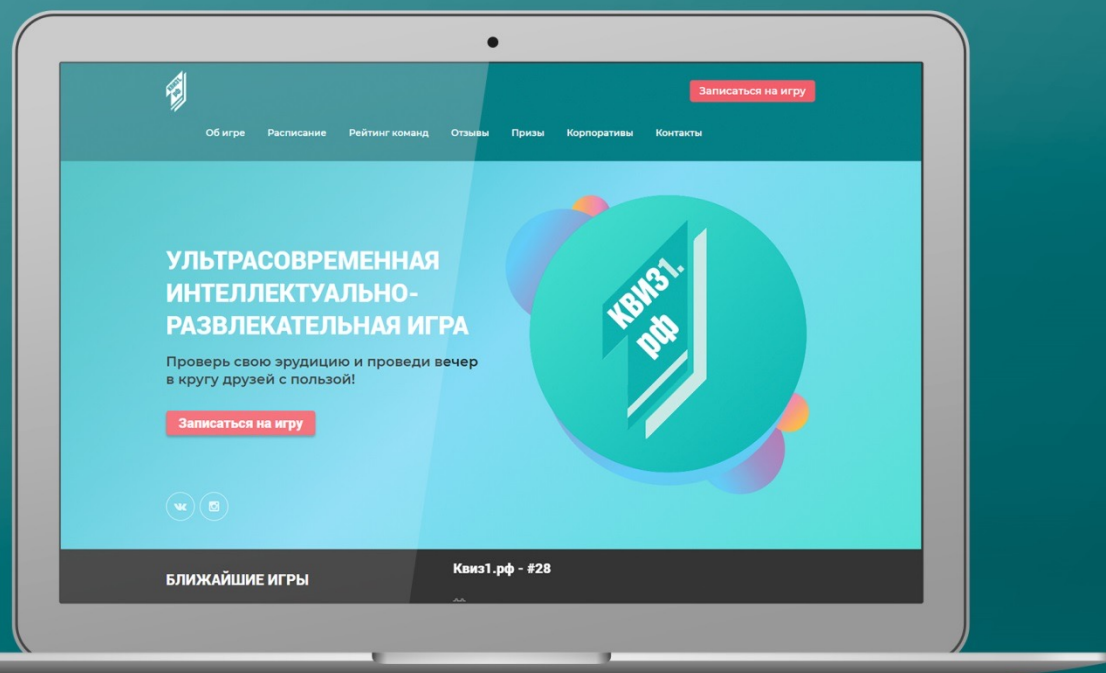 Записаться на игру
Об игре Расписание Рейтинг команд Отзывы Призы Корпоративы Контакты
УЛЬТРАСОВРЕМЕННАЯ
ИНТЕЛЛЕКТУАЛЬНО-
РАЗВЛЕКАТЕЛЬНАЯ ИГРА
Проверь свою эрудицию и проведи вечер
в кругу друзей с пользой!
Записаться на игру
КВИЗ1.
рф
БЛИЖАЙШИЕ ИГРЫ
Квиз1.рф - #28